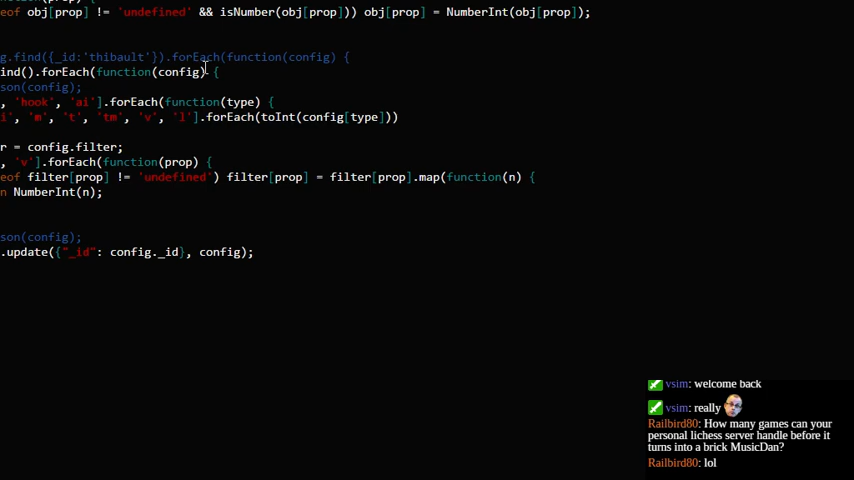 nction(prop) {
eof obj[prop] != 'undefined' && isNumber(obj[prop])) obj[prop] = NumberInt(obj[prop]);
g.find({_id:'thibault'}).forEach(function(config) {
ind().forEach(function(config) {
son(config);
, 'hook', 'ai'].forEach(function(type) {
i', 'm', 't', 'tm', 'v', 'l'].forEach(toInt(config[type]))
r = config.filter;
, 'v'].forEach(function(prop) {
eof filter[prop] != 'undefined') filter[prop] = filter[prop].map(function(n) {
n NumberInt(n);
son(config);
.update({"_id": config._id}, config);
vsim: welcome back
vsim: really
Railbird80: How many games can your
personal lichess server handle before it
turns into a brick MusicDan?
Railbird80: lol